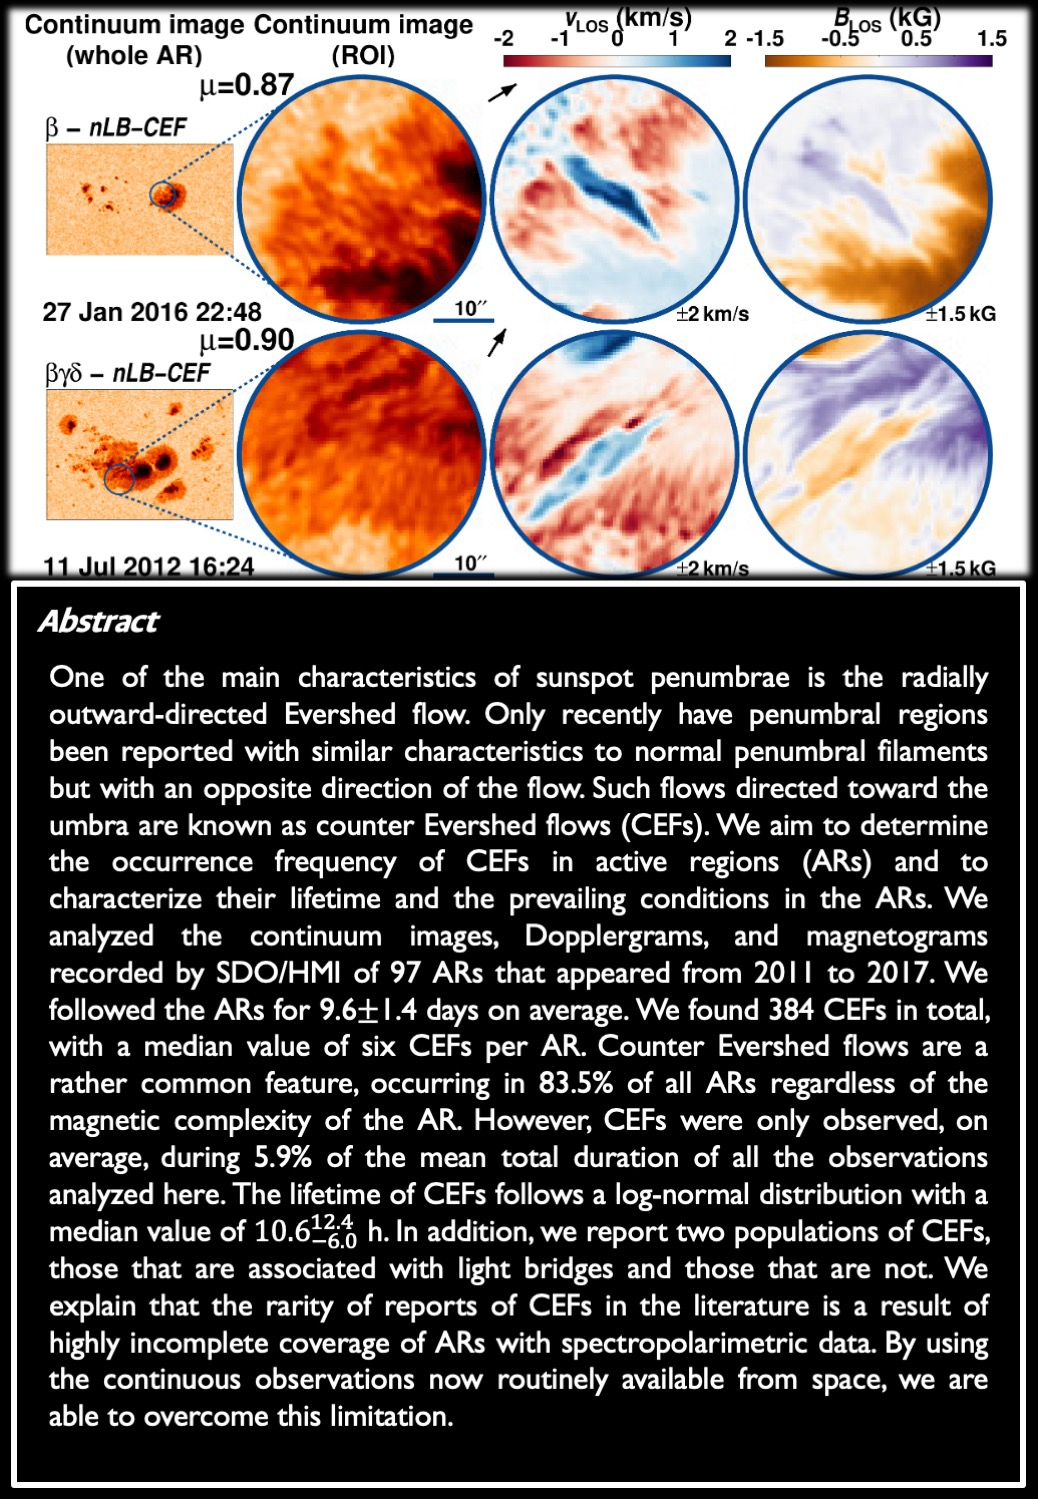 Continuum image Continuum image
(whole AR) (ROI)
v LOS (km/s)
-2 -1 0 1 2
B LOS (kG)
-1.5 -0.5 0.5 1.5
μ=0.87
β – nLB–CEF
27 Jan 2016 22:48
10′′
±2 km/s
±1.5 kG
μ=0.90
βγδ – nLB–CEF
11 Jul 2012 16:24
10′′
±2 km/s
±1.5 kG
Abstract
One of the main characteristics of sunspot penumbrae is the radially
outward-directed Evershed flow. Only recently have penumbral regions
been reported with similar characteristics to normal penumbral filaments
but with an opposite direction of the flow. Such flows directed toward the
umbra are known as counter Evershed flows (CEFs). We aim to determine
the occurrence frequency of CEFs in active regions (ARs) and to
characterize their lifetime and the prevailing conditions in the ARs. We
analyzed the continuum images, Dopplergrams, and magnetograms
recorded by SDO/HMI of 97 ARs that appeared from 2011 to 2017. We
followed the ARs for 9.6±1.4 days on average. We found 384 CEFs in total,
with a median value of six CEFs per AR. Counter Evershed flows are a
rather common feature, occurring in 83.5% of all ARs regardless of the
magnetic complexity of the AR. However, CEFs were only observed, on
average, during 5.9% of the mean total duration of all the observations
analyzed here. The lifetime of CEFs follows a log-normal distribution with a
median value of 10.6 12.4 −6.0 h. In addition, we report two populations of CEFs,
those that are associated with light bridges and those that are not. We
explain that the rarity of reports of CEFs in the literature is a result of
highly incomplete coverage of ARs with spectropolarimetric data. By using
the continuous observations now routinely available from space, we are
able to overcome this limitation.